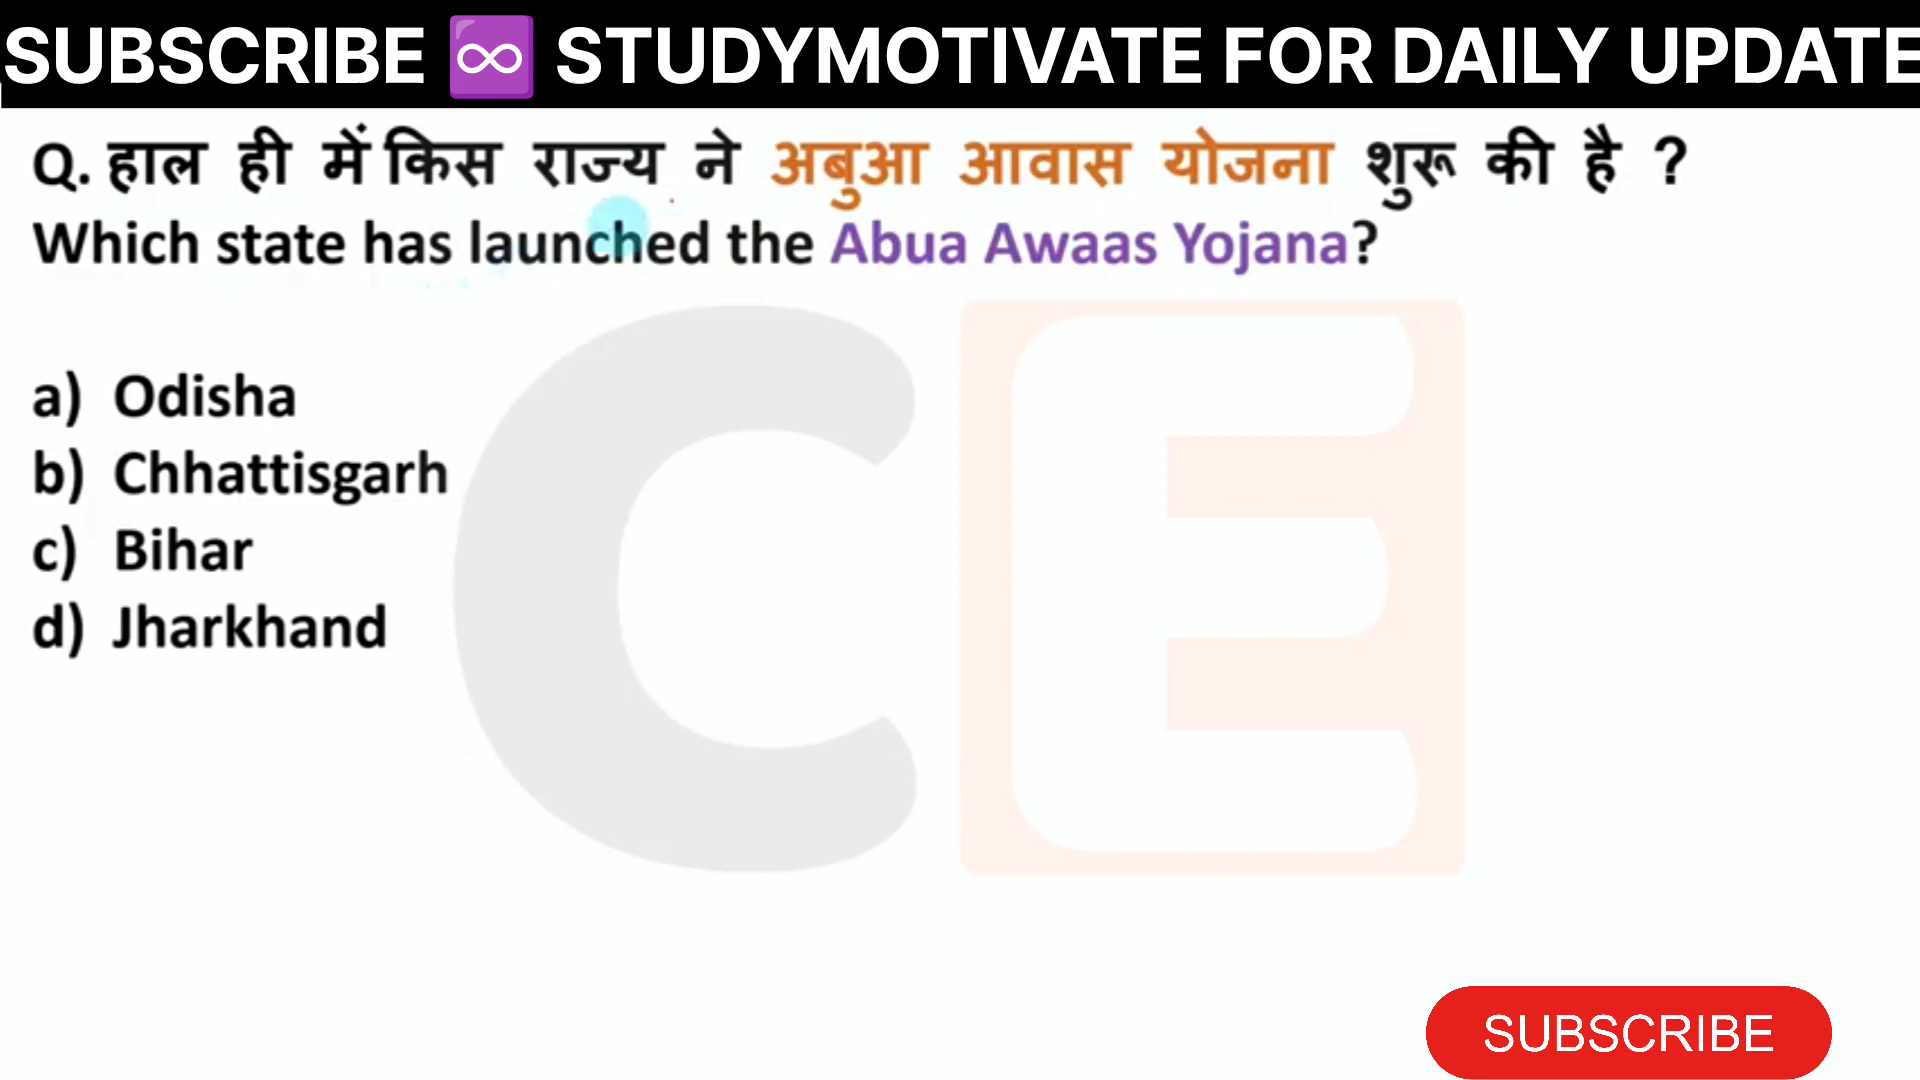 SUBSCRIBE ♾️ STUDYMOTIVATE FOR DAILY UPDATE
Q. हाल ही में किस राज्य ने अबुआ आवास योजना शुरू की है ?
Which state has launched the Abua Awaas Yojana?
a) Odisha
b) Chhattisgarh
c) Bihar
d) Jharkhand
CE
SUBSCRIBE